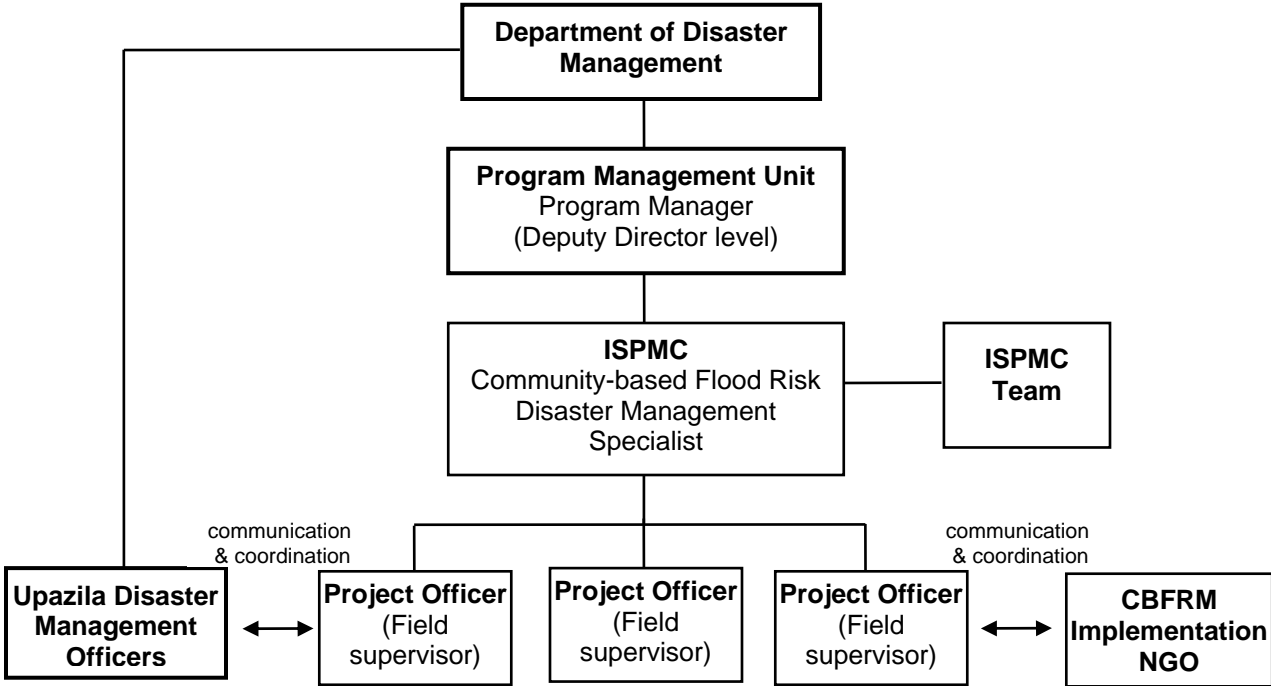 Department of Disaster
Management
Program Management Unit
Program Manager
(Deputy Director level)
ISPMC
Community-based Flood Risk
Disaster Management
Specialist
ISPMC
Team
communication
& coordination
communication
& coordination
Upazila Disaster
Management
Officers
Project Officer
(Field
supervisor)
Project Officer
(Field
supervisor)
Project Officer
(Field
supervisor)
CBFRM
Implementation
NGO